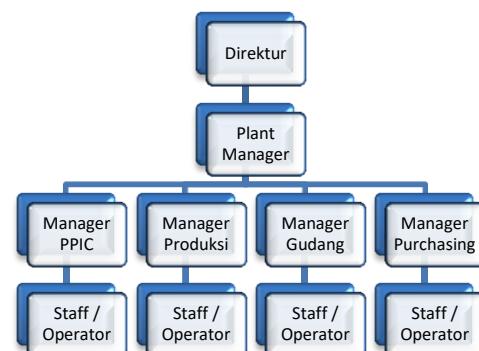 Direktur
Plant
Manager
Manager
PPIC
Manager
Produksi
Manager
Gudang
Manager
Purchasing
Staff /
Operator
Staff /
Operator
Staff /
Operator
Staff /
Operator